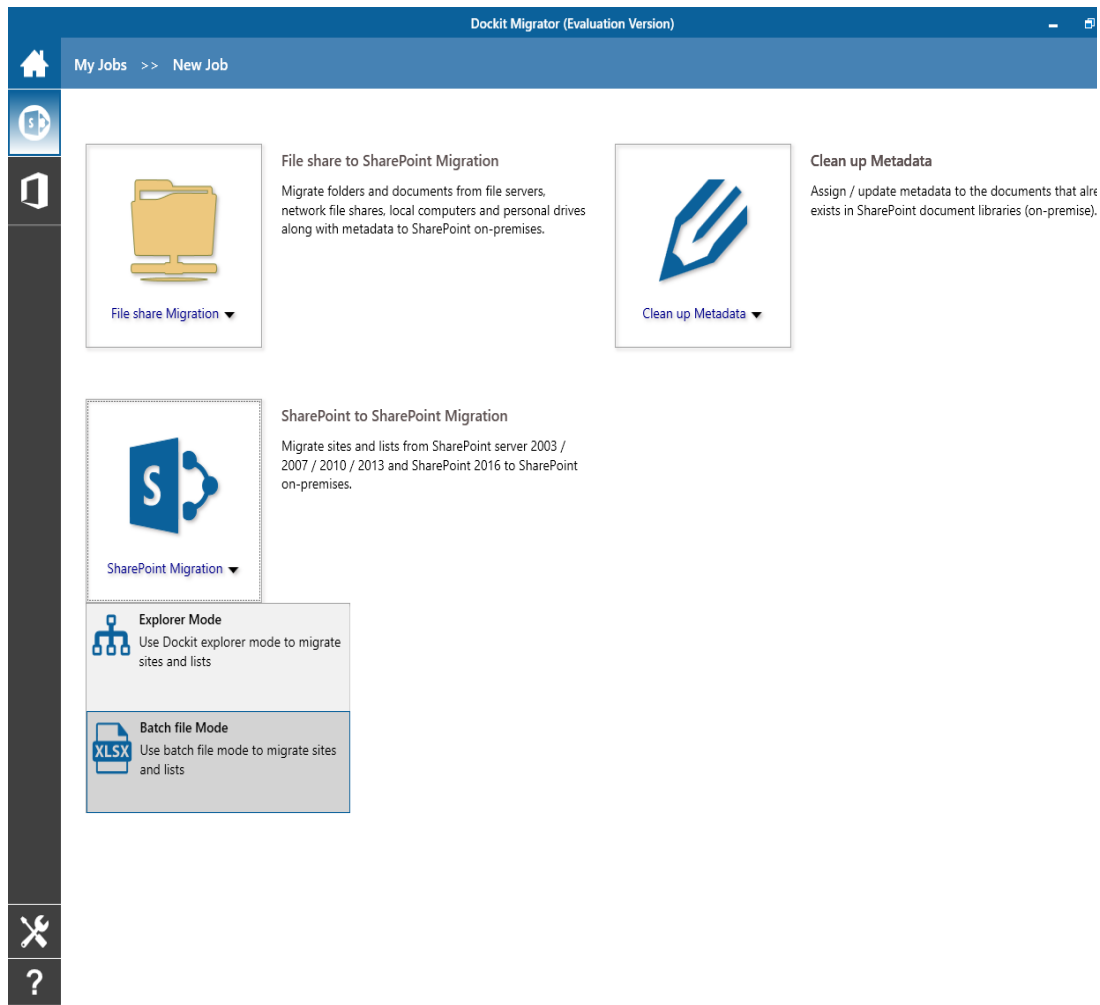 Dockit Migrator (Evaluation Version)
My Jobs >> New Job
File share to SharePoint Migration
Migrate folders and documents from file servers,
network file shares, local computers and personal drives
along with metadata to SharePoint on-premises.
File share Migration
Clean up Metadata
Assign / update metadata to the documents that alre
exists in SharePoint document libraries (on-premise).
Clean up Metadata
SharePoint to SharePoint Migration
Migrate sites and lists from SharePoint server 2003 /
2007 / 2010 / 2013 and SharePoint 2016 to SharePoint
on-premises.
S
SharePoint Migration
Explorer Mode
Use Dockit explorer mode to migrate
sites and lists
Batch file Mode
XLSX
Use batch file mode to migrate sites
and lists
?